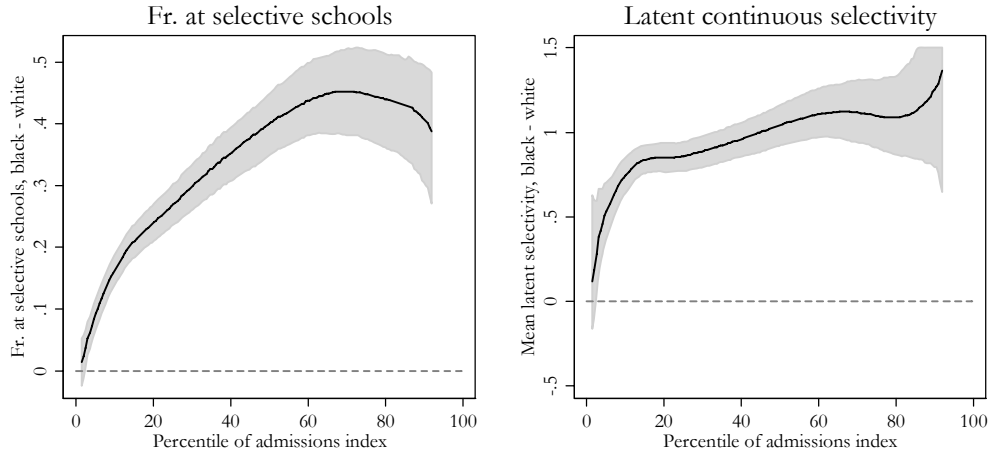 Fr. at selective schools
Fr. at selective schools, black - white
.5
.4
.3
.2
.1
0
0 20 40 60 80 100
Percentile of admissions index
Latent continuous selectivity
Mean latent selectivity, black - white
1.5
1
.5
0
-.5
0 20 40 60 80 100
Percentile of admissions index